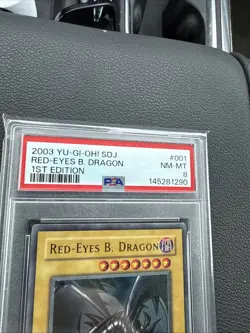 2003 YU-GI-OH! SDJ #001
RED-EYES B. DRAGON NM-MT
1ST EDITION 8
PSA 145281290
RED-EYES B. DRAGON